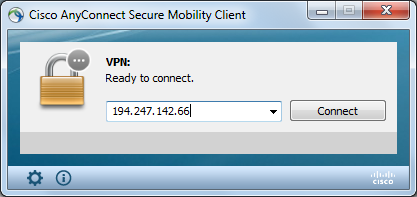 Cisco AnyConnect Secure Mobility Client
VPN:
Ready to connect.
194.247.142.66
Connect
CISCO